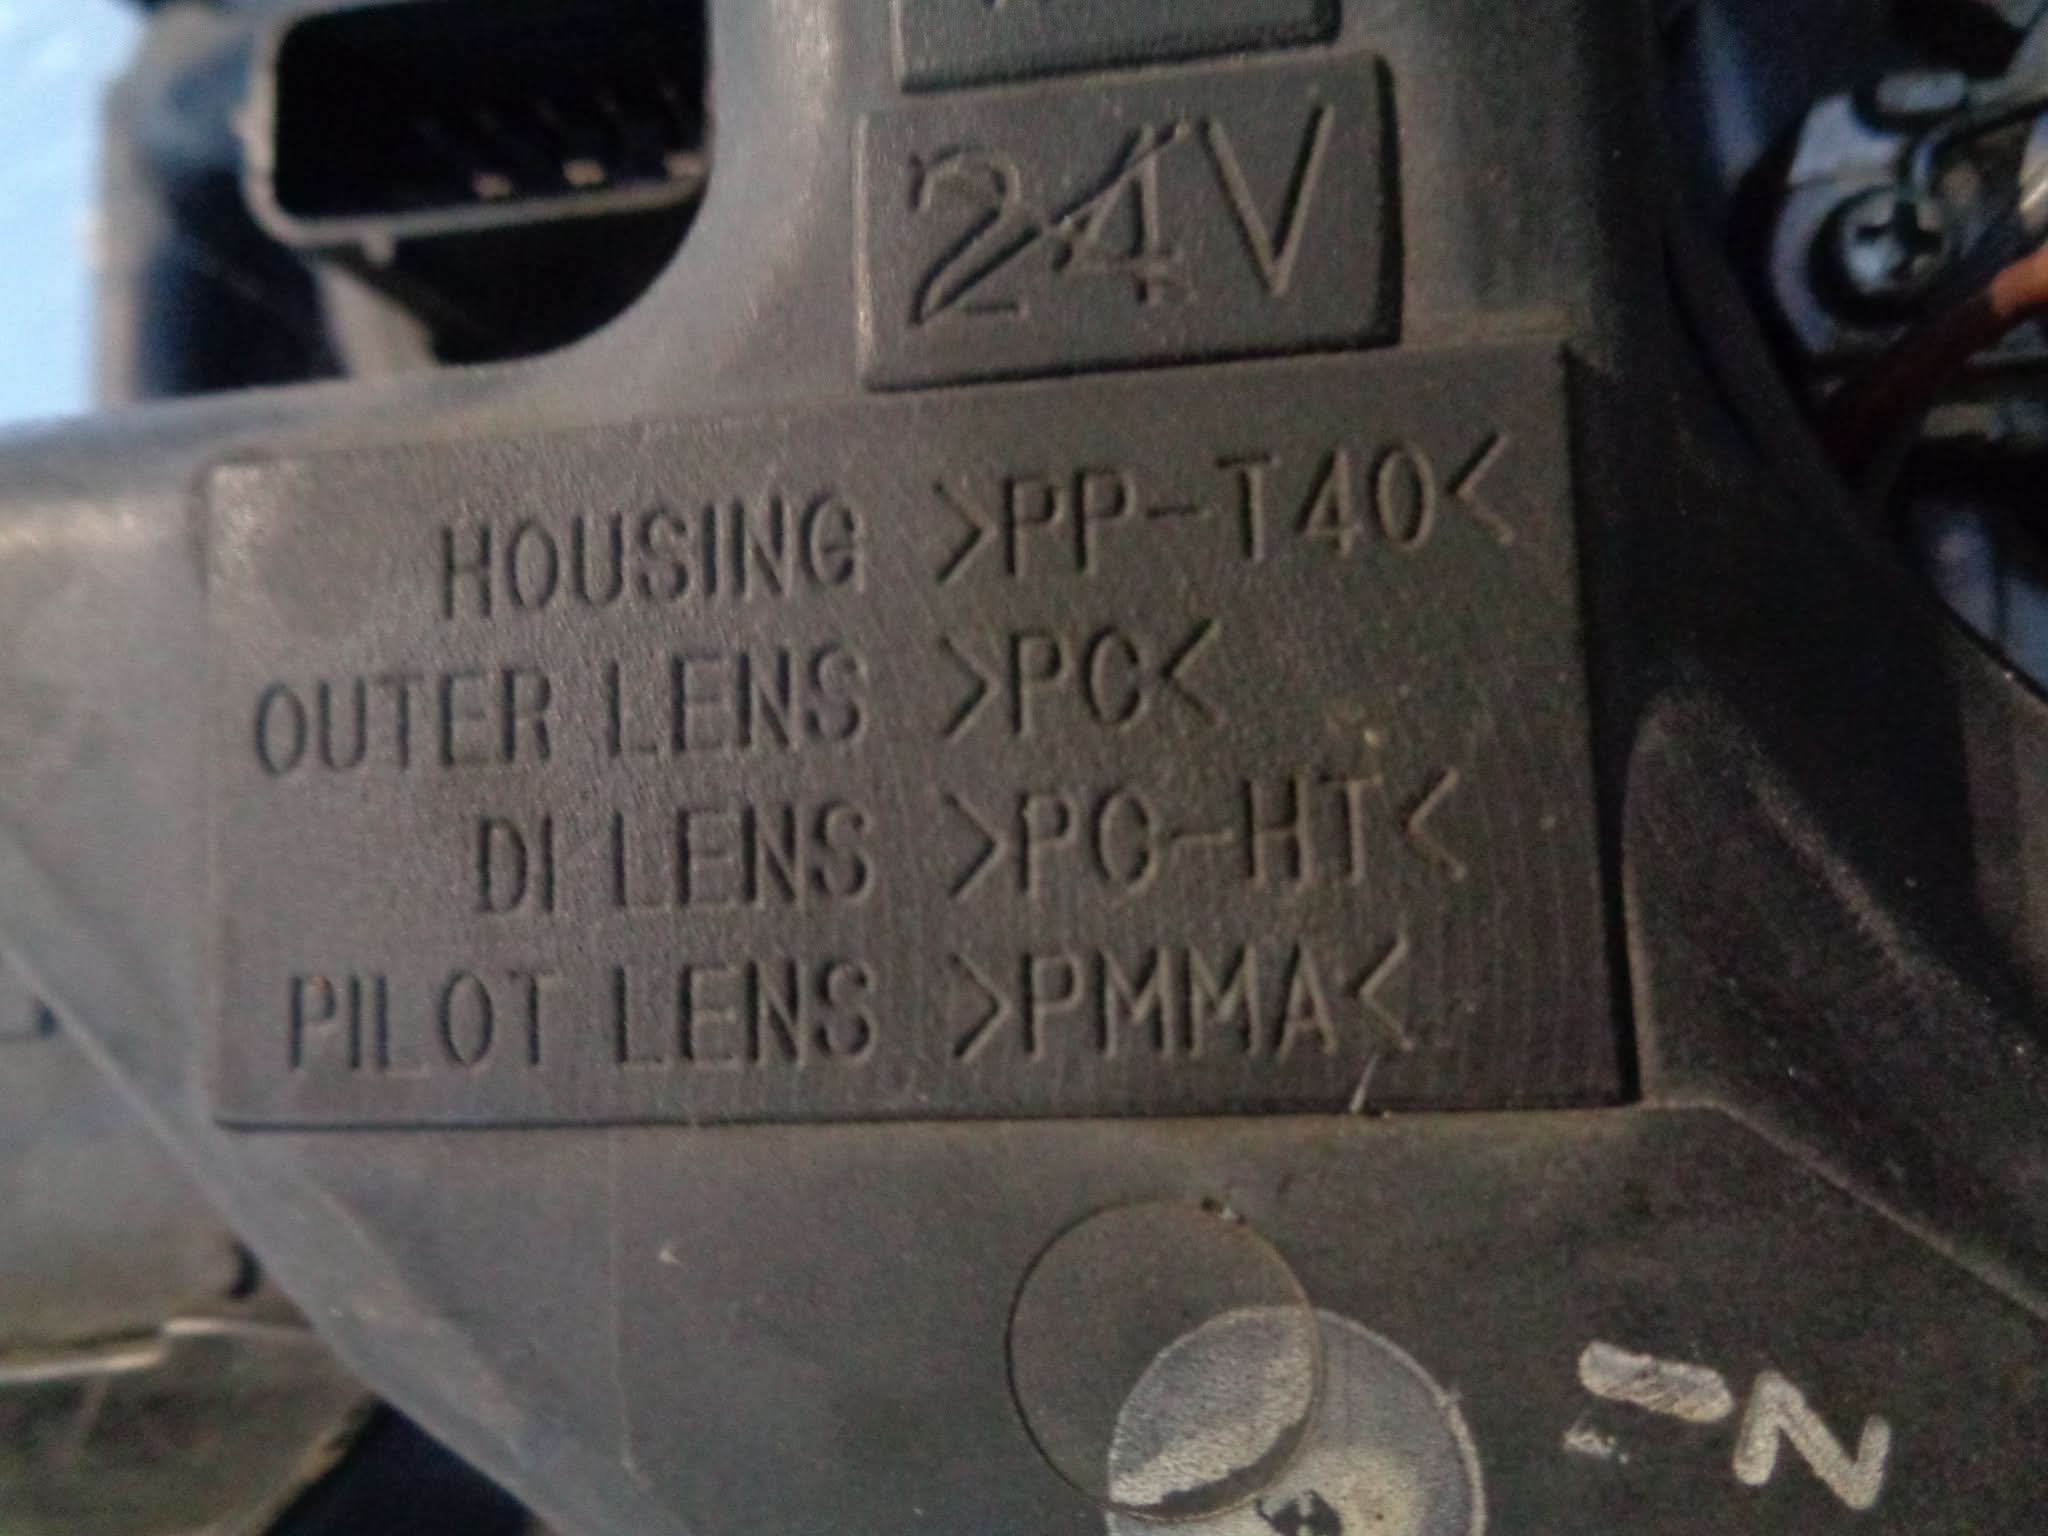 24V
HOUSING >PP-T40<
OUTER LENS >PC<
DI LENS >PC-HT<
PILOT LENS >PMMA<